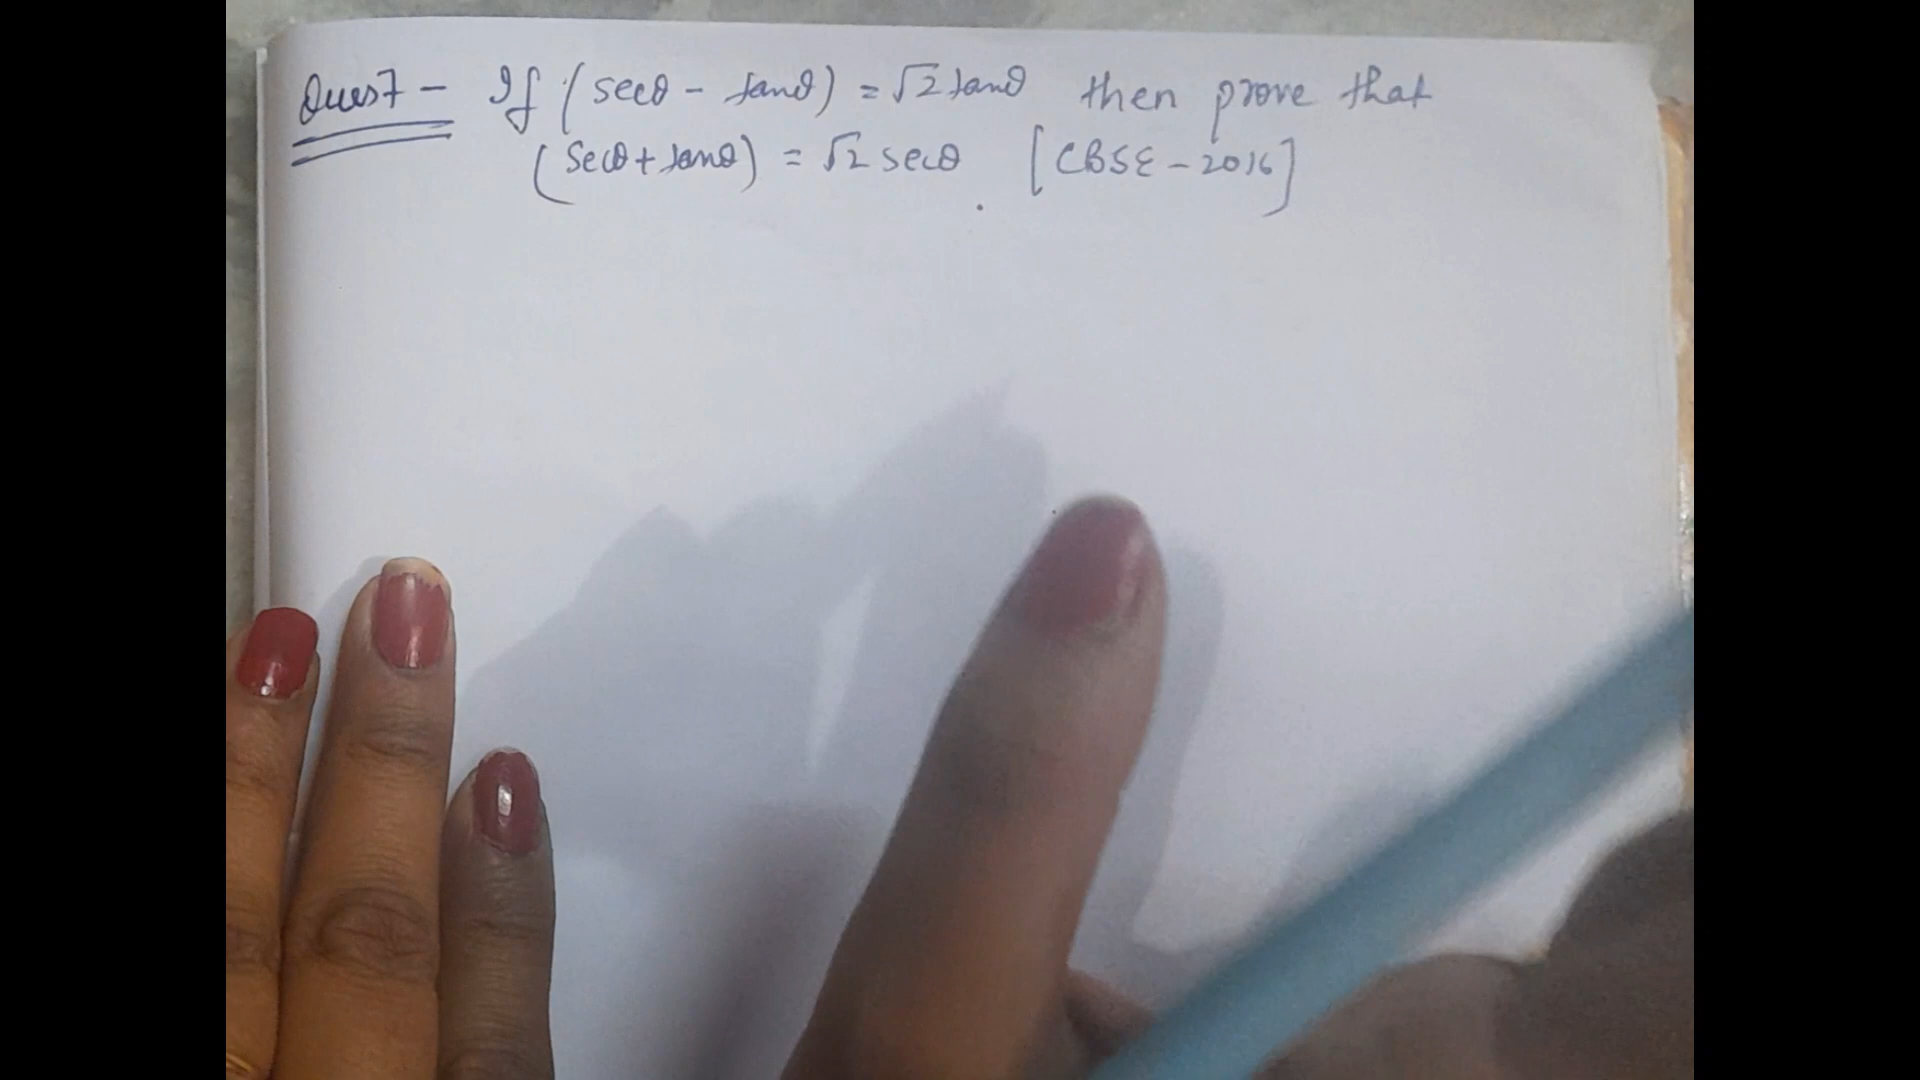 Ques7 - If (secθ - tanθ) = √2 tanθ then prove that
(secθ + tanθ) = √2 secθ [CBSE - 2016]